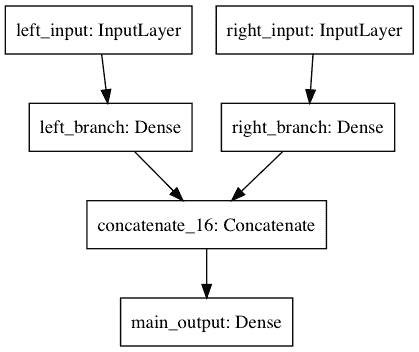 left_input: InputLayer
right_input: InputLayer
left_branch: Dense
right_branch: Dense
concatenate_16: Concatenate
main_output: Dense